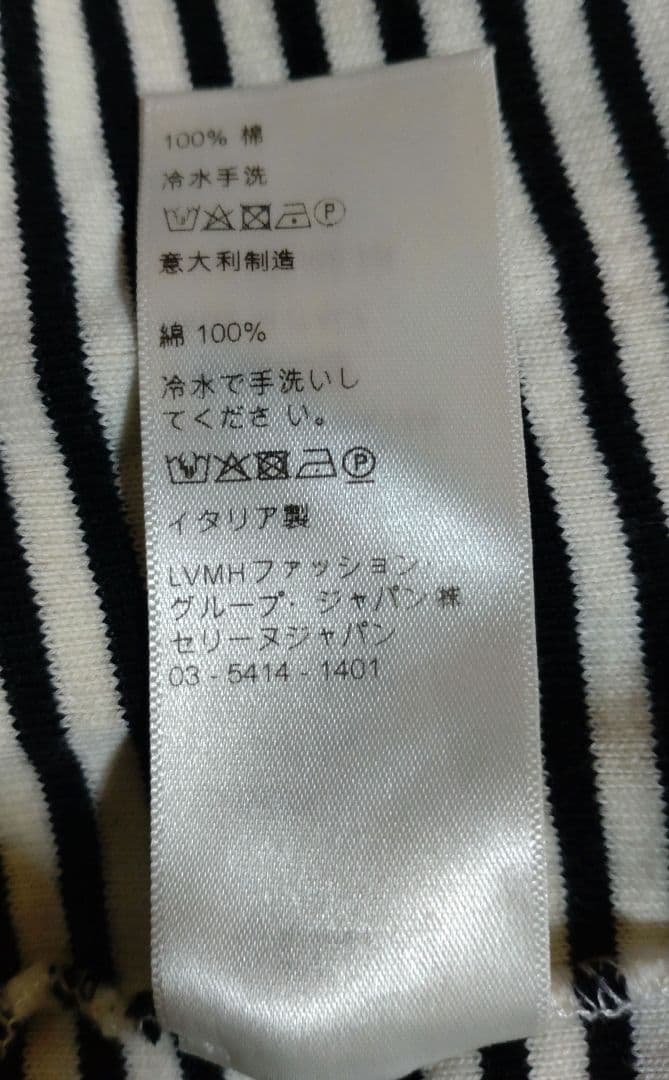 100% 棉
冷水手洗
P
意大利制造
綿 100%
冷水で手洗いし
てくださ い。
P
イタリア製
LVMHファッション・
グループ・ ジャパン 株
セリーヌジャパン
03 - 5414 - 1401